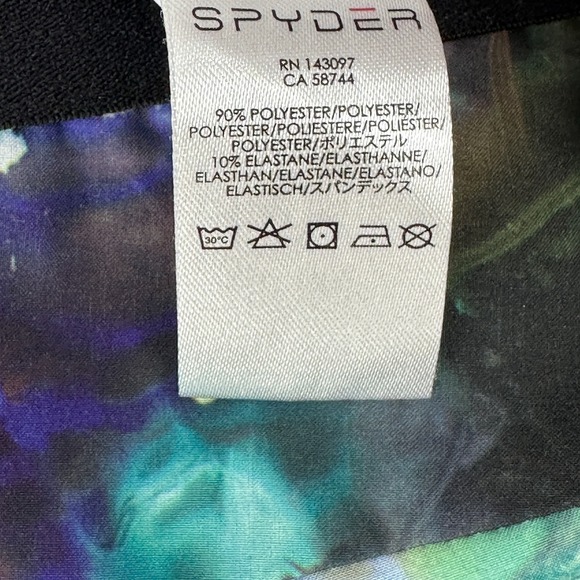 SPYDER
RN 143097
CA 58744
90% POLYESTER/POLYESTER/
POLYESTER/POLIESTERE/POLIÉSTER/
POLYESTER/ポリエステル
10% ELASTANE/ELASTHANNE/
ELASTHAN/ELASTANE/ELASTANO/
ELASTISCH/スパンデックス
30°C